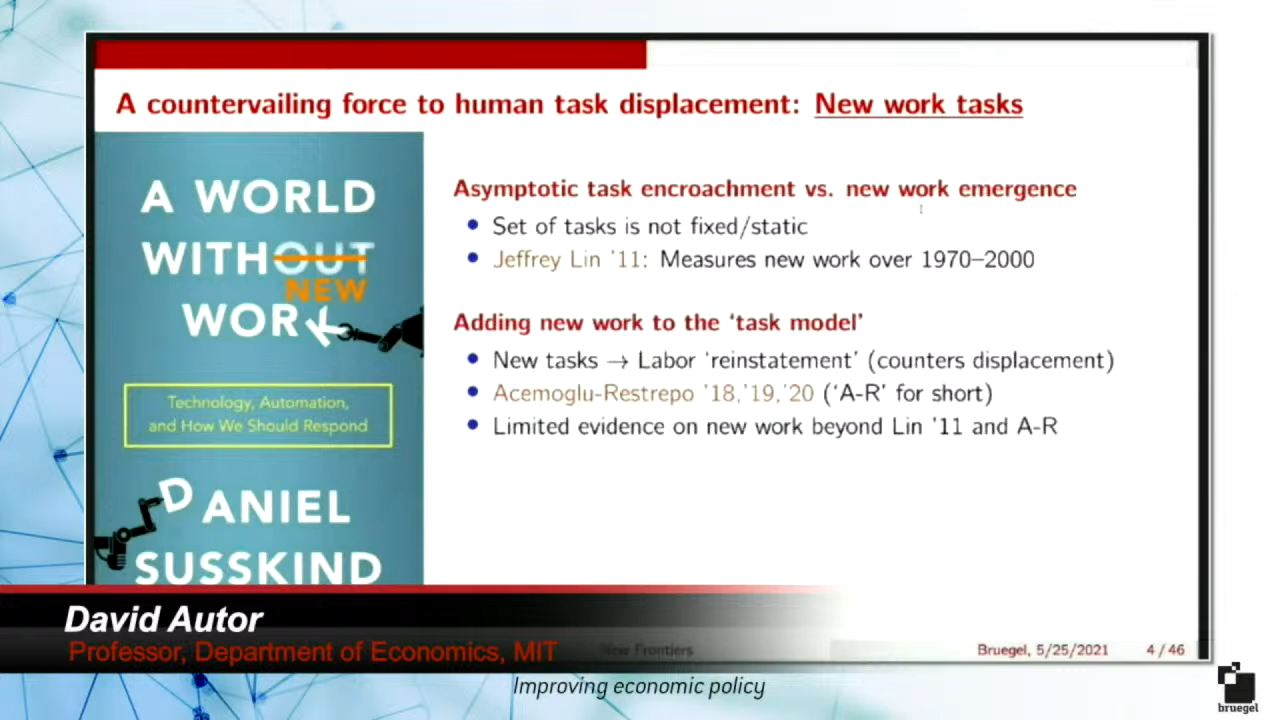 A countervailing force to human task displacement: New work tasks
A WORLD
WITHOUT
NEW
WORK
Technology, Automation,
and How We Should Respond
DANIEL
SUSSKIND
Asymptotic task encroachment vs. new work emergence
Set of tasks is not fixed/static
Jeffrey Lin '11: Measures new work over 1970–2000
Adding new work to the 'task model'
New tasks → Labor 'reinstatement' (counters displacement)
Acemoglu-Restrepo '18,'19,'20 ('A-R' for short)
Limited evidence on new work beyond Lin '11 and A-R
David Autor
Professor, Department of Economics, MIT
New Frontiers
Bruegel, 5/25/2021 4 / 46
Improving economic policy
bruegel